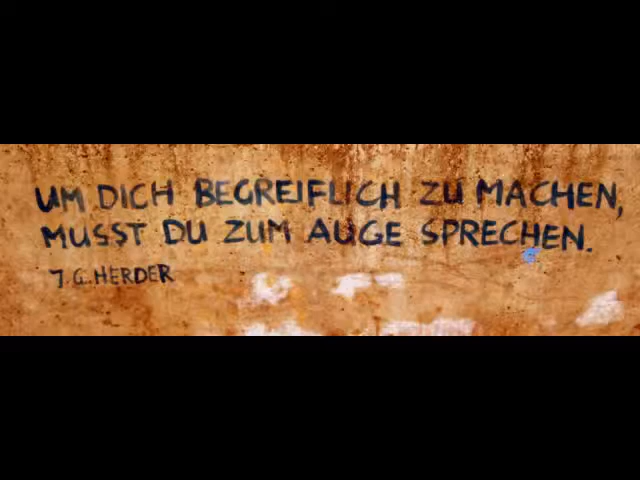 UM DICH BEGREIFLICH ZU MACHEN,
MUSST DU ZUM AUGE SPRECHEN.
J. G. HERDER